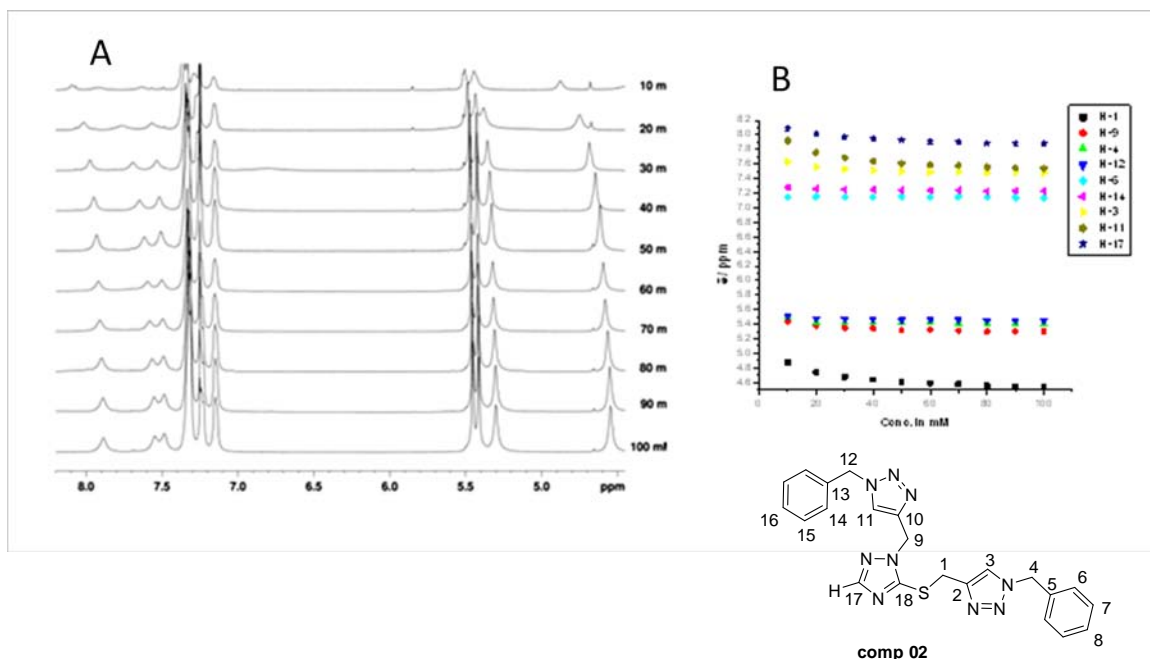 A
10 m
20 m
30 m
40 m
50 m
60 m
70 m
80 m
90 m
100 ml
8.0 7.5 7.0 6.5 6.0 5.5 5.0 ppm
B
8.2
8.0
7.8
7.6
7.4
7.2
7.0
6.8
6.6
6.4
6.2
6.0
5.8
5.6
5.4
5.2
5.0
4.8
4.6
δ/ ppm
0 20 40 60 80 100
Conc. in mM
H-1
H-9
H-4
H-12
H-6
H-14
H-3
H-11
H-17
12
13
14
15
16
N
N
N
11
10
9
N
N
N
H
17
18
S
1
2
3
N
N
N
4
5
6
7
8
comp 02